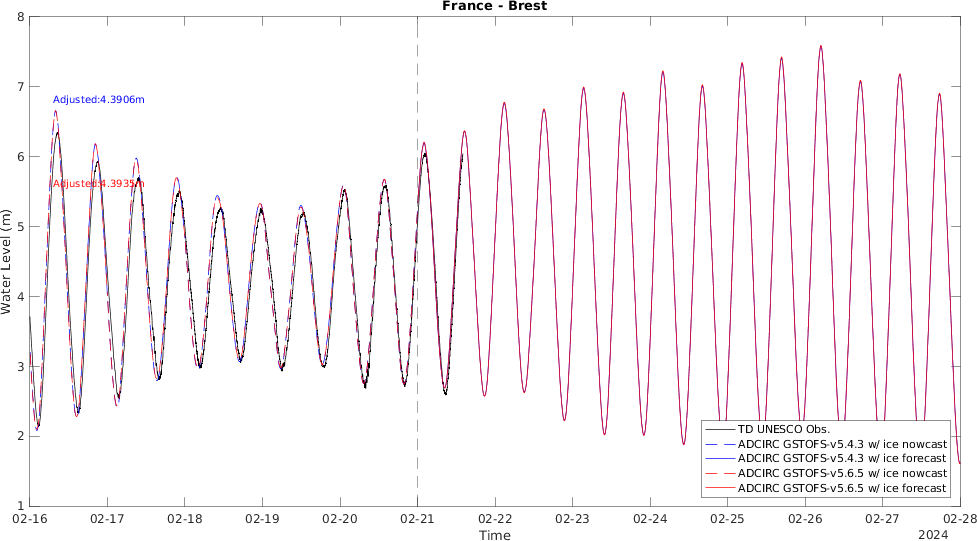 France - Brest
8
7
6
5
4
3
2
1
Water Level (m)
Adjusted:4.3906m
Adjusted:4.3935m
TD UNESCO Obs.
ADCIRC GSTOFS-v5.4.3 w/ ice nowcast
ADCIRC GSTOFS-v5.4.3 w/ ice forecast
ADCIRC GSTOFS-v5.6.5 w/ ice nowcast
ADCIRC GSTOFS-v5.6.5 w/ ice forecast
02-16 02-17 02-18 02-19 02-20 02-21 02-22 02-23 02-24 02-25 02-26 02-27 02-28
Time
2024